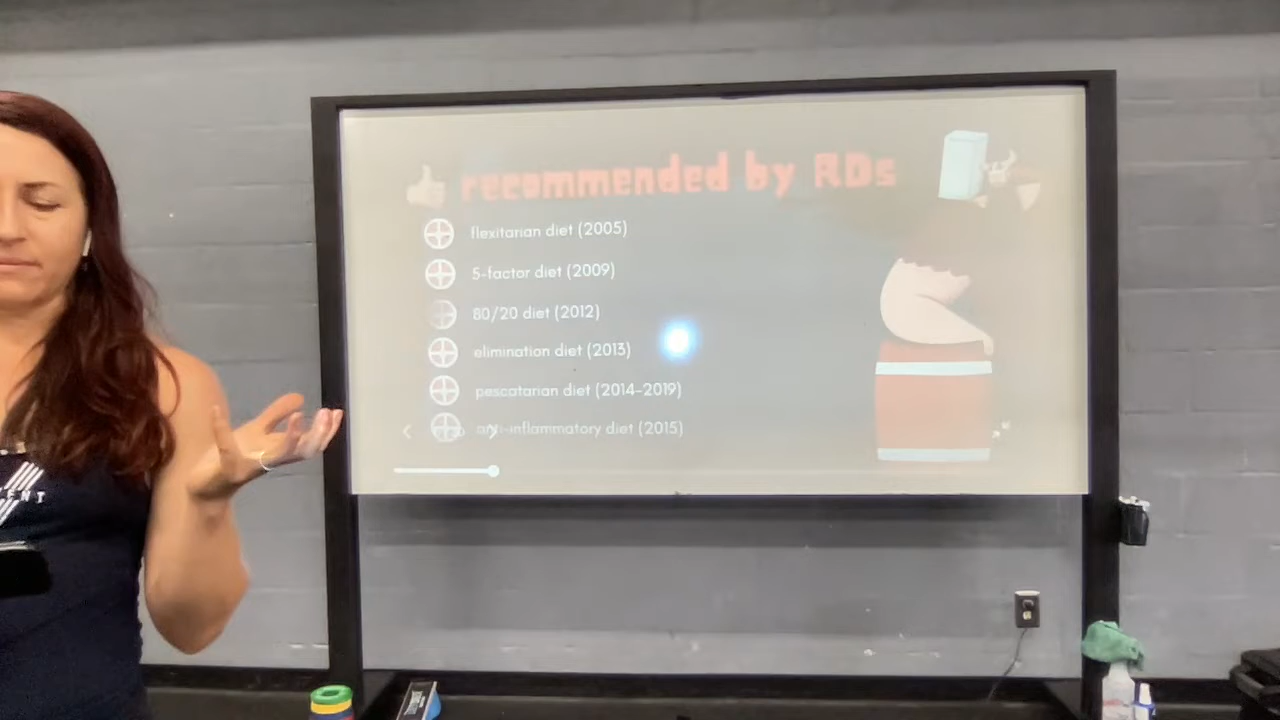 recommended by RDs
flexitarian diet (2005)
5-factor diet (2009)
80/20 diet (2012)
elimination diet (2013)
pescatarian diet (2014-2019)
anti-inflammatory diet (2015)